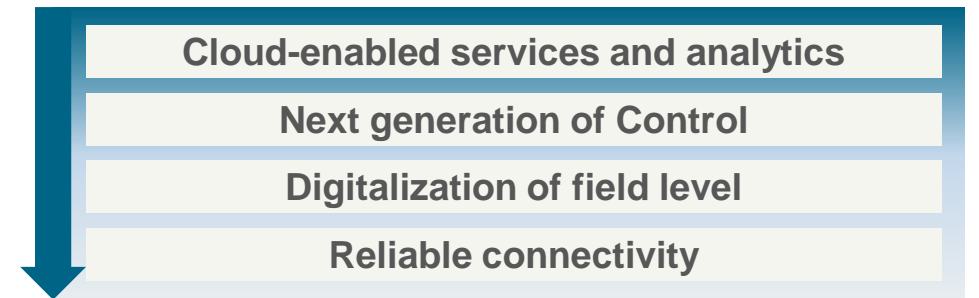 Cloud-enabled services and analytics
Next generation of Control
Digitalization of field level
Reliable connectivity